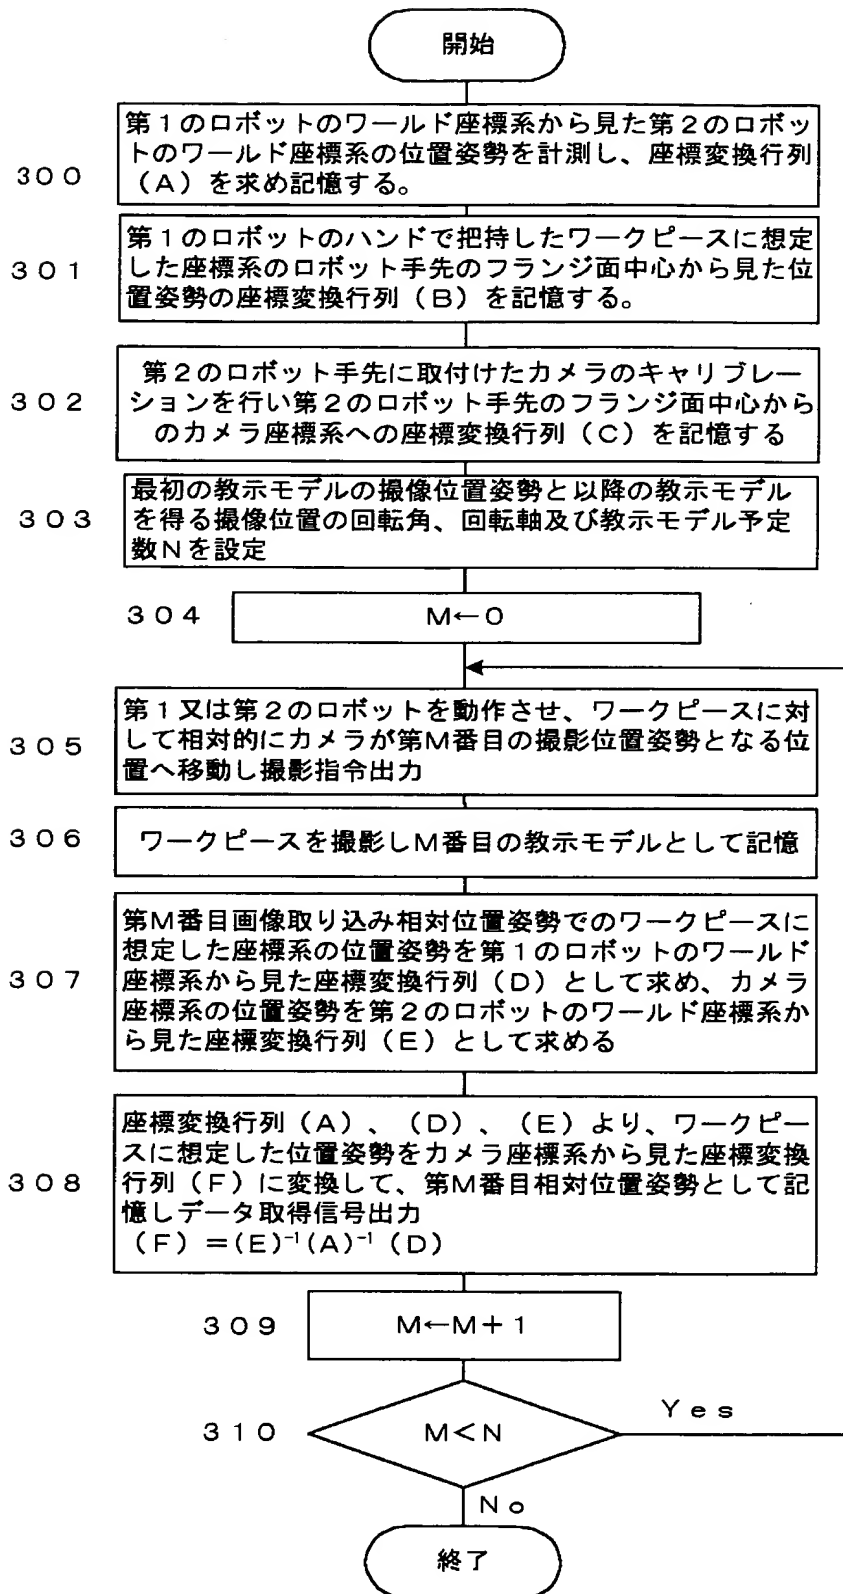 開始
300
第1のロボットのワールド座標系から見た第2のロボッ
トのワールド座標系の位置姿勢を計測し、座標変換行列
（A）を求め記憶する。
301
第1のロボットのハンドで把持したワークピースに想定
した座標系のロボット手先のフランジ面中心から見た位
置姿勢の座標変換行列（B）を記憶する。
302
第2のロボット手先に取付けたカメラのキャリブレー
ションを行い第2のロボット手先のフランジ面中心から
のカメラ座標系への座標変換行列（C）を記憶する
303
最初の教示モデルの撮像位置姿勢と以降の教示モデル
を得る撮像位置の回転角、回転軸及び教示モデル予定
数Nを設定
304
M←0
305
第1又は第2のロボットを動作させ、ワークピースに対
して相対的にカメラが第M番目の撮影位置姿勢となる位
置へ移動し撮影指令出力
306
ワークピースを撮影しM番目の教示モデルとして記憶
307
第M番目画像取り込み相対位置姿勢でのワークピースに
想定した座標系の位置姿勢を第1のロボットのワールド
座標系から見た座標変換行列（D）として求め、カメラ
座標系の位置姿勢を第2のロボットのワールド座標系か
ら見た座標変換行列（E）として求める
308
座標変換行列（A）、（D）、（E）より、ワークピー
スに想定した位置姿勢をカメラ座標系から見た座標変換
行列（F）に変換して、第M番目相対位置姿勢として記
憶しデータ取得信号出力
（F）＝(E)⁻¹(A)⁻¹(D)
309
M←M+1
310
M<N
Yes
No
終了